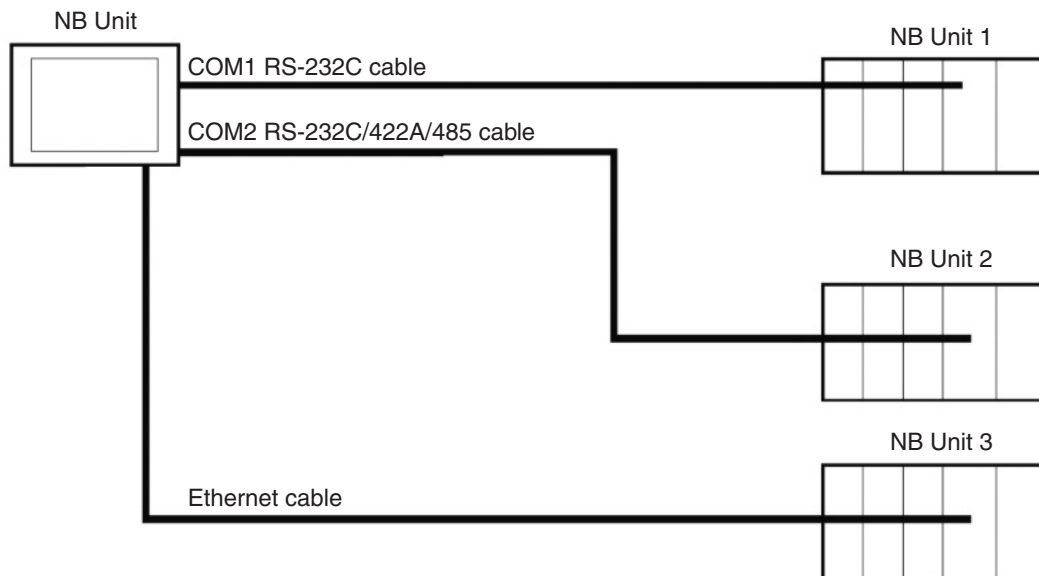 NB Unit
NB Unit 1
COM1 RS-232C cable
COM2 RS-232C/422A/485 cable
NB Unit 2
NB Unit 3
Ethernet cable